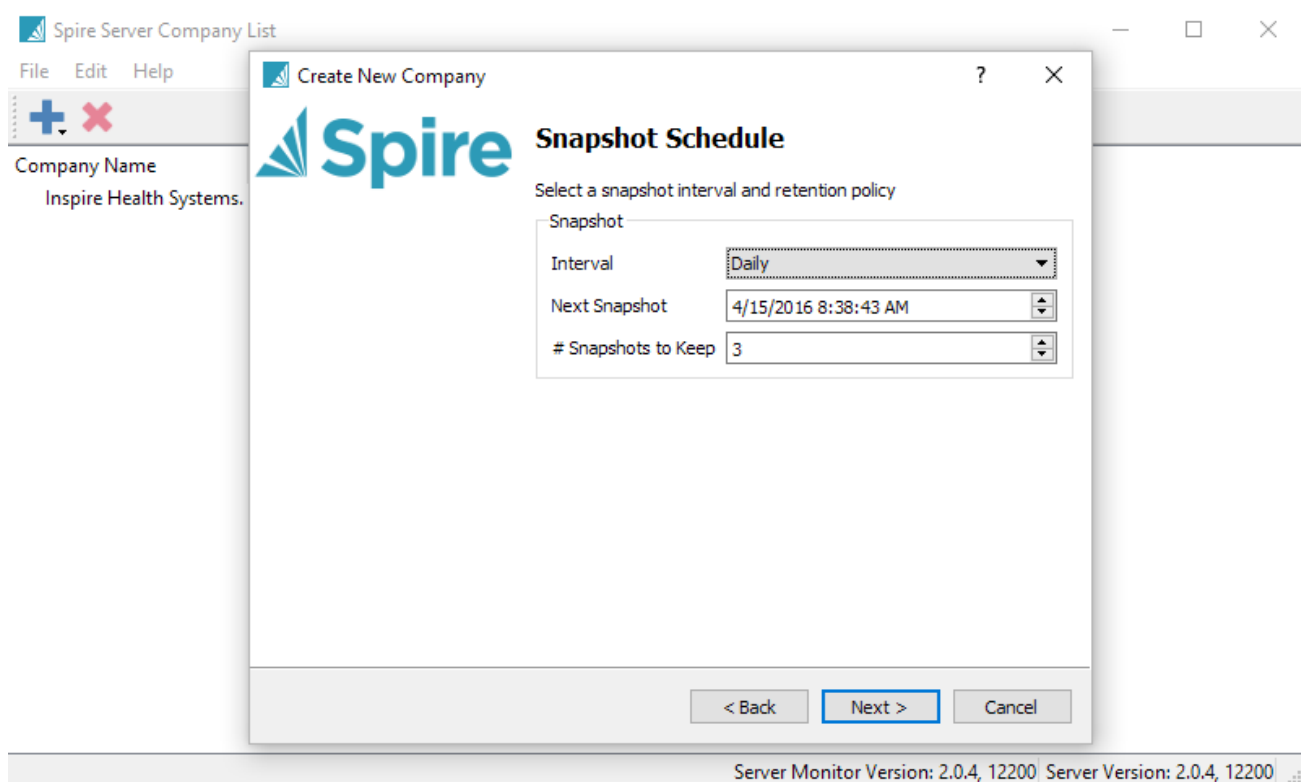 Spire Server Company List
File Edit Help
Company Name
Inspire Health Systems.
Create New Company
?
Spire
Snapshot Schedule
Select a snapshot interval and retention policy
Snapshot
Interval Daily
Next Snapshot 4/15/2016 8:38:43 AM
# Snapshots to Keep 3
< Back Next > Cancel
Server Monitor Version: 2.0.4, 12200 Server Version: 2.0.4, 12200